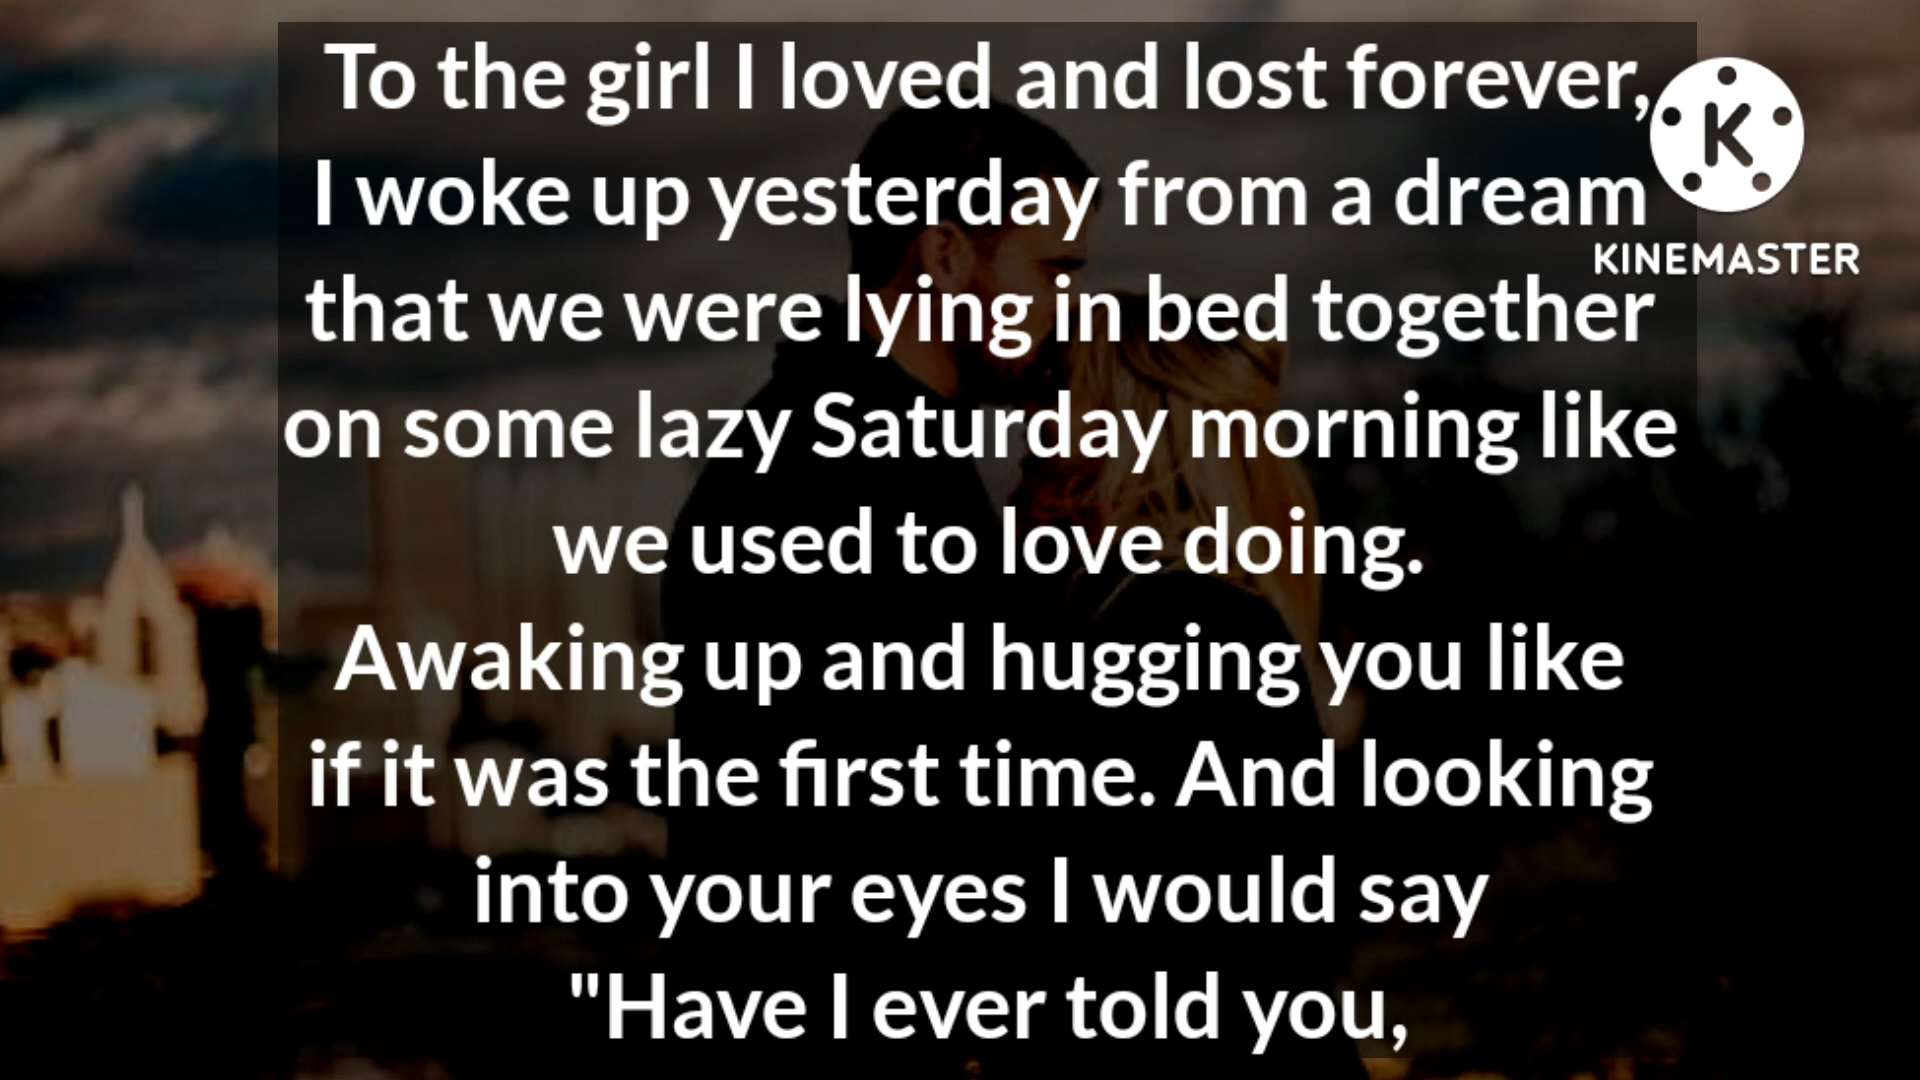 To the girl I loved and lost forever,
I woke up yesterday from a dream
that we were lying in bed together
on some lazy Saturday morning like
we used to love doing.
Awaking up and hugging you like
if it was the first time. And looking
into your eyes I would say
"Have I ever told you,
K
KINEMASTER